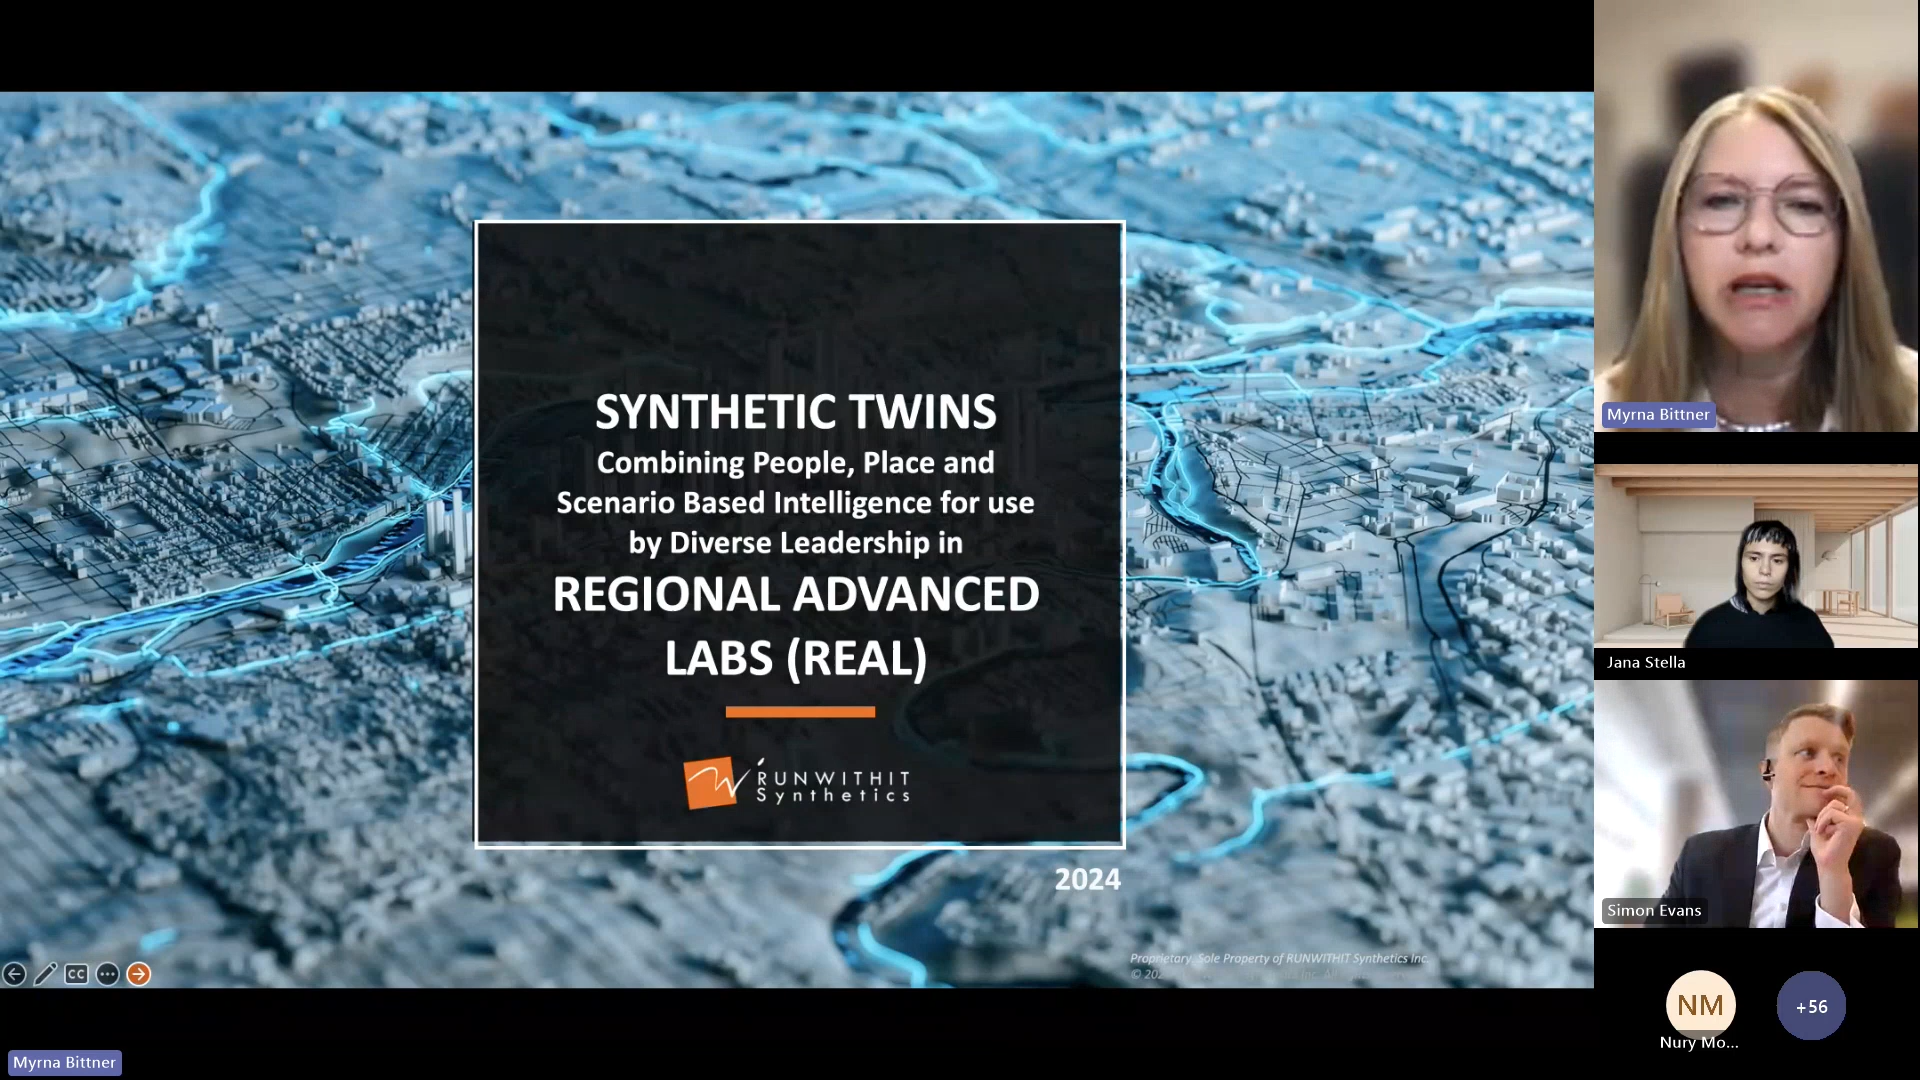 SYNTHETIC TWINS
Combining People, Place and
Scenario Based Intelligence for use
by Diverse Leadership in
REGIONAL ADVANCED
LABS (REAL)
RUNWITHIT
Synthetics
2024
Proprietary. Sole Property of RUNWITHIT Synthetics Inc.
CC
Myrna Bittner
Myrna Bittner
Jana Stella
Simon Evans
NM
+56
Nury Mo...